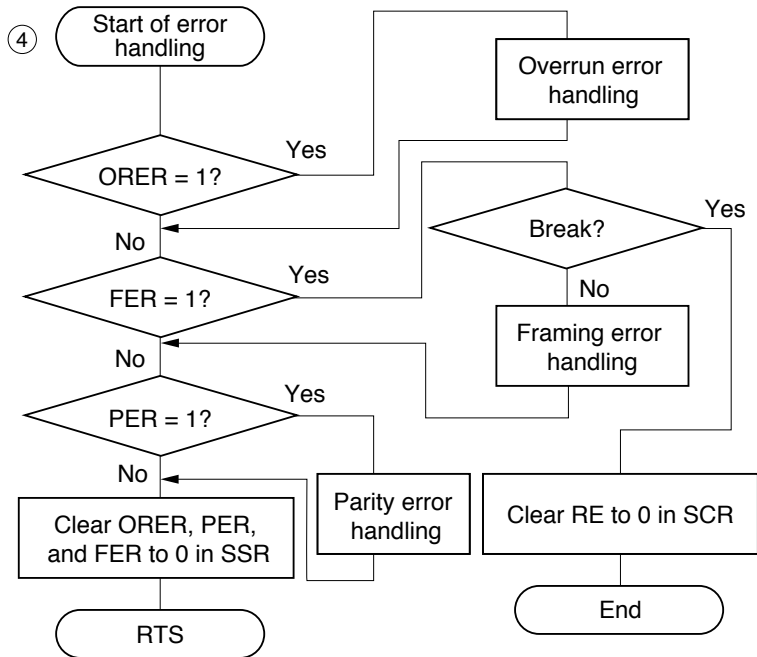 4
Start of error
handling
Overrun error
handling
Yes
ORER = 1?
No
Yes
Break?
Yes
FER = 1?
No
Framing error
handling
No
Yes
PER = 1?
No
Parity error
handling
Clear ORER, PER,
and FER to 0 in SSR
Clear RE to 0 in SCR
RTS
End